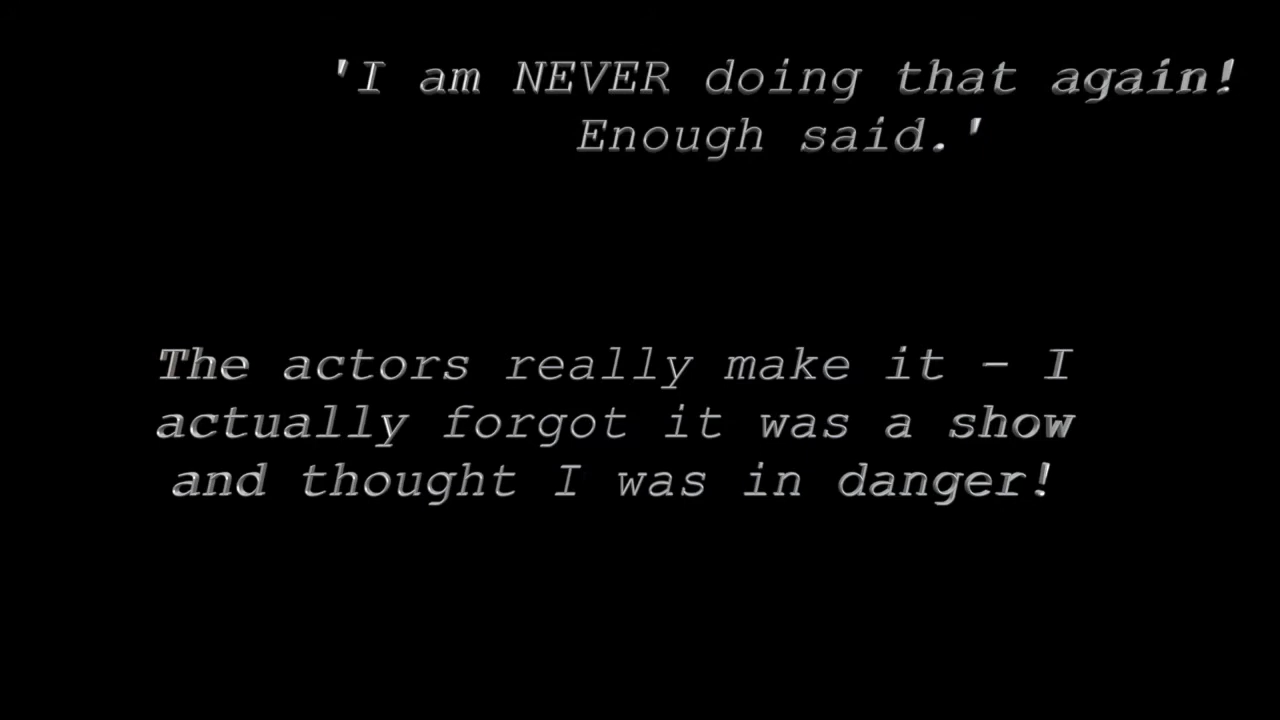 'I am NEVER doing that again!
Enough said.'
The actors really make it - I
actually forgot it was a show
and thought I was in danger!